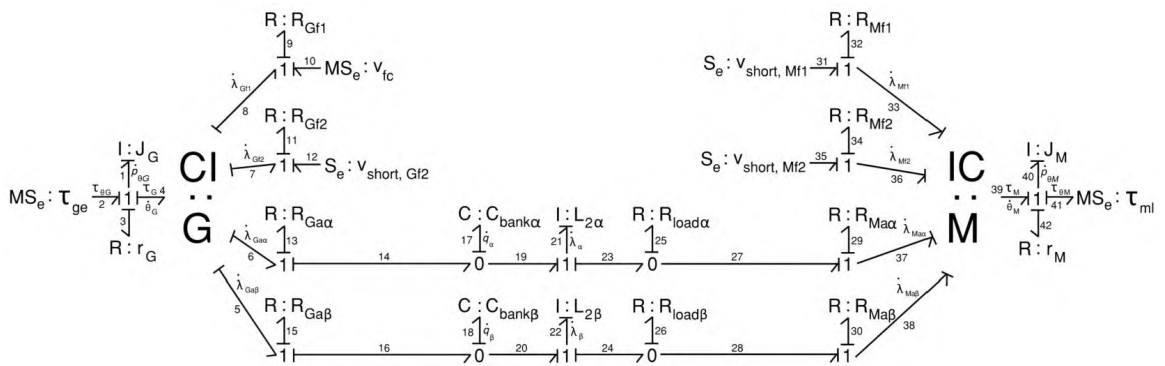 R : R_Gf1
9
10
1
MS_e : v_fc
λ̇_Gf1
8
R : R_Gf2
11
12
1
S_e : v_short, Gf2
λ̇_Gf2
7
I : J_G
1
ṗ_θG
CI
:
G
MS_e : τ_ge
τ_θG
2
1
τ_G 4
θ̇_G
3
R : r_G
λ̇_Gaα
6
R : R_Gaα
13
1
14
C : C_bankα
17
q̇_α
0
19
I : L_2α
21
λ̇_α
1
23
R : R_loadα
25
0
27
R : R_Maα
29
1
λ̇_Maα
37
λ̇_Gaβ
5
R : R_Gaβ
15
1
16
C : C_bankβ
18
q̇_β
0
20
I : L_2β
22
λ̇_β
1
24
R : R_loadβ
26
0
28
R : R_Maβ
30
1
λ̇_Maβ
38
R : R_Mf1
32
S_e : v_short, Mf1
31
1
λ̇_Mf1
33
R : R_Mf2
34
S_e : v_short, Mf2
35
1
λ̇_Mf2
36
IC
:
M
I : J_M
40
ṗ_θM
39 τ_M
θ̇_M
1
τ_θM
41
MS_e : τ_ml
42
R : r_M